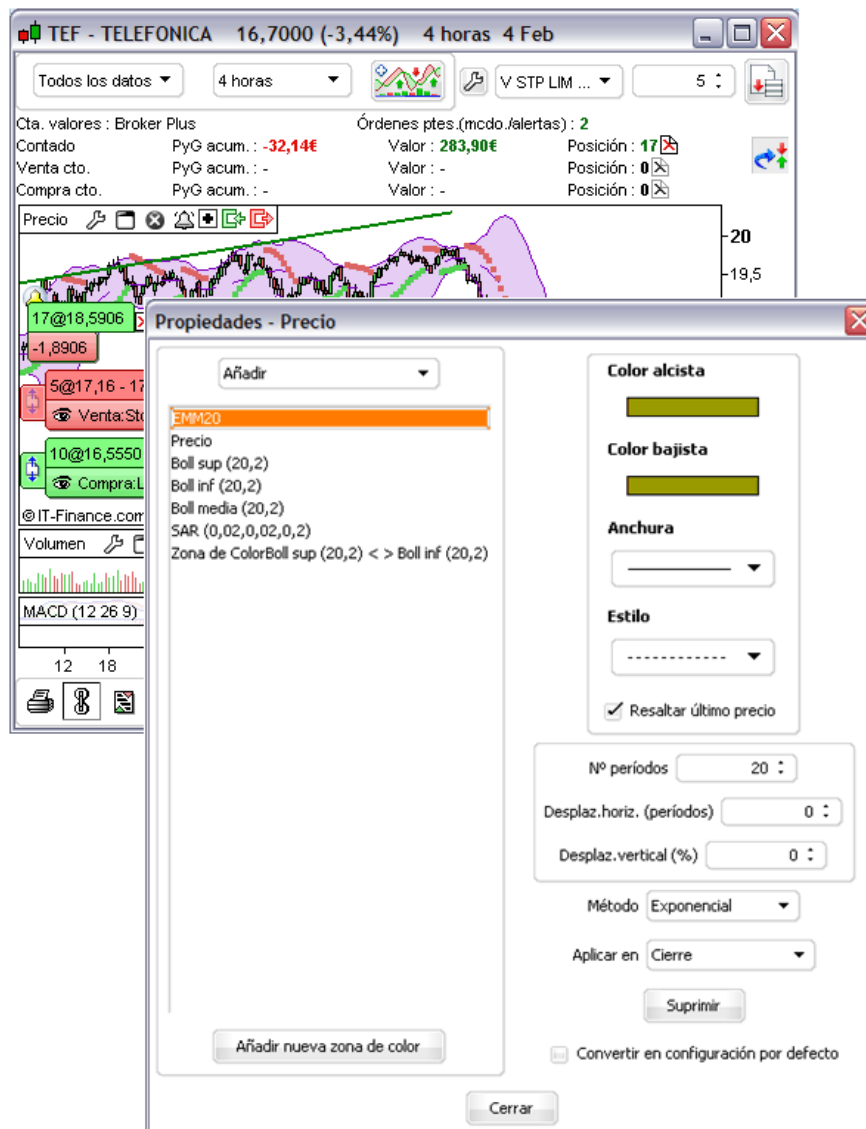 TEF - TELEFONICA 16,7000 (-3,44%) 4 horas 4 Feb
Todos los datos 4 horas V STP LIM ... 5
Cta. valores : Broker Plus Órdenes ptes.(mcdo./alertas) : 2
Contado PyG acum. : -32,14€ Valor : 283,90€ Posición : 17
Venta cto. PyG acum. : - Valor : - Posición : 0
Compra cto. PyG acum. : - Valor : - Posición : 0
Precio
20
19,5
17@18,5906
-1,8906
5@17,16 - 17
Venta:Sto
10@16,5550
Compra:L
© IT-Finance.com
Volumen
MACD (12 26 9)
12 18
Propiedades - Precio
Añadir
EMM20
Precio
Boll sup (20,2)
Boll inf (20,2)
Boll media (20,2)
SAR (0,02,0,02,0,2)
Zona de ColorBoll sup (20,2) < > Boll inf (20,2)
Añadir nueva zona de color
Color alcista
Color bajista
Anchura
Estilo
Resaltar último precio
Nº períodos 20
Desplaz.horiz. (períodos) 0
Desplaz.vertical (%) 0
Método Exponencial
Aplicar en Cierre
Suprimir
Convertir en configuración por defecto
Cerrar